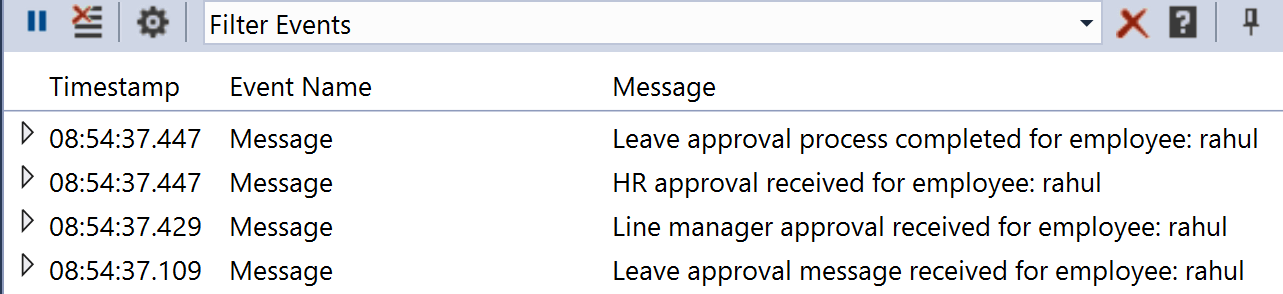 Filter Events
Timestamp Event Name Message
08:54:37.447 Message Leave approval process completed for employee: rahul
08:54:37.447 Message HR approval received for employee: rahul
08:54:37.429 Message Line manager approval received for employee: rahul
08:54:37.109 Message Leave approval message received for employee: rahul